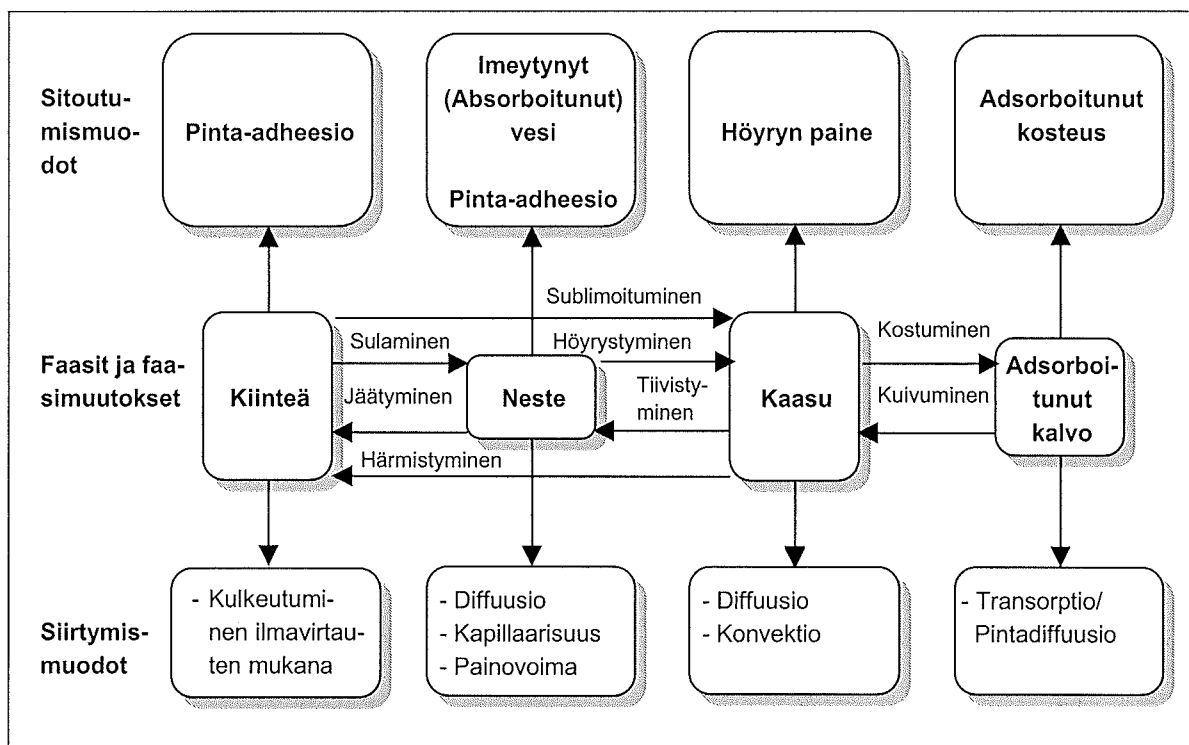 Sitoutu-
mismuo-
dot
Pinta-adheesio
Imeytynyt
(Absorboitunut)
vesi
Pinta-adheesio
Höyryn paine
Adsorboitunut
kosteus
Faasit ja faa-
simuutokset
Kiinteä
Sublimoituminen
Sulaminen
Jäätyminen
Härmistyminen
Neste
Höyrystyminen
Tiivisty-
minen
Kaasu
Kostuminen
Kuivuminen
Adsorboi-
tunut
kalvo
Siirtymis-
muodot
- Kulkeutumi-
nen ilmavirtau-
ten mukana
- Diffuusio
- Kapillaarisuus
- Painovoima
- Diffuusio
- Konvektio
- Transorptio/
Pintadiffuusio